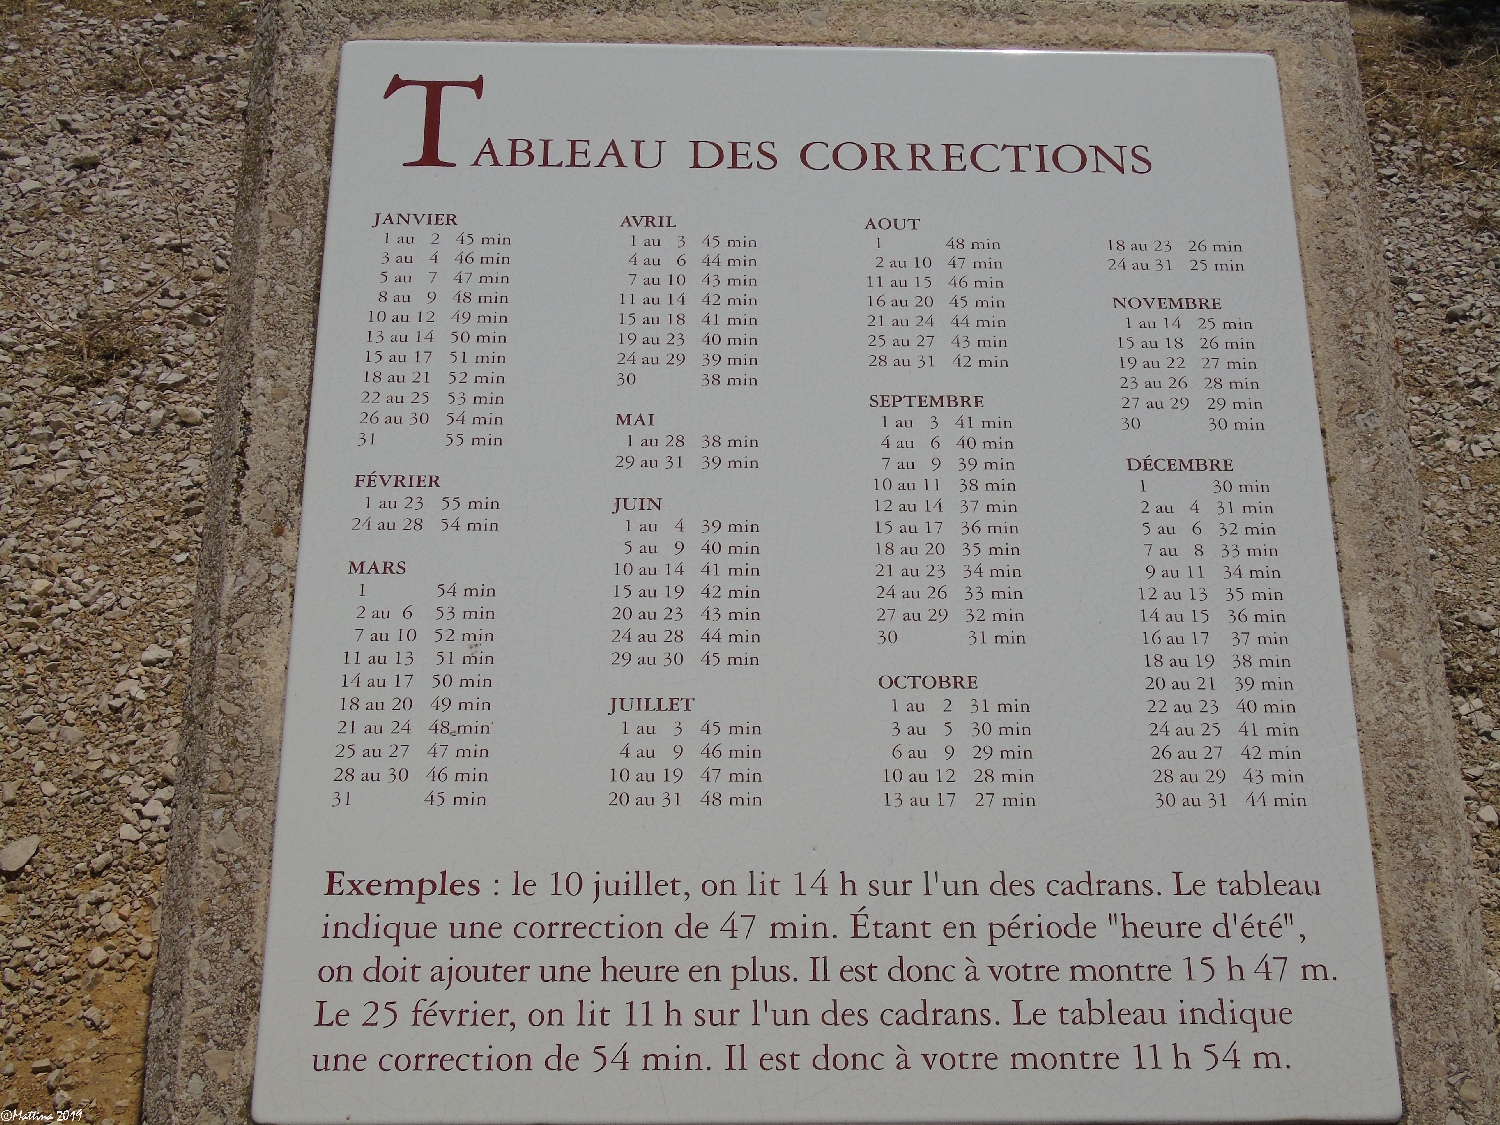 TABLEAU DES CORRECTIONS
JANVIER
1 au 2 45 min
3 au 4 46 min
5 au 7 47 min
8 au 9 48 min
10 au 12 49 min
13 au 14 50 min
15 au 17 51 min
18 au 21 52 min
22 au 25 53 min
26 au 30 54 min
31 55 min
FÉVRIER
1 au 23 55 min
24 au 28 54 min
MARS
1 54 min
2 au 6 53 min
7 au 10 52 min
11 au 13 51 min
14 au 17 50 min
18 au 20 49 min
21 au 24 48 min
25 au 27 47 min
28 au 30 46 min
31 45 min
AVRIL
1 au 3 45 min
4 au 6 44 min
7 au 10 43 min
11 au 14 42 min
15 au 18 41 min
19 au 23 40 min
24 au 29 39 min
30 38 min
MAI
1 au 28 38 min
29 au 31 39 min
JUIN
1 au 4 39 min
5 au 9 40 min
10 au 14 41 min
15 au 19 42 min
20 au 23 43 min
24 au 28 44 min
29 au 30 45 min
JUILLET
1 au 3 45 min
4 au 9 46 min
10 au 19 47 min
20 au 31 48 min
AOUT
1 48 min
2 au 10 47 min
11 au 15 46 min
16 au 20 45 min
21 au 24 44 min
25 au 27 43 min
28 au 31 42 min
SEPTEMBRE
1 au 3 41 min
4 au 6 40 min
7 au 9 39 min
10 au 11 38 min
12 au 14 37 min
15 au 17 36 min
18 au 20 35 min
21 au 23 34 min
24 au 26 33 min
27 au 29 32 min
30 31 min
OCTOBRE
1 au 2 31 min
3 au 5 30 min
6 au 9 29 min
10 au 12 28 min
13 au 17 27 min
18 au 23 26 min
24 au 31 25 min
NOVEMBRE
1 au 14 25 min
15 au 18 26 min
19 au 22 27 min
23 au 26 28 min
27 au 29 29 min
30 30 min
DÉCEMBRE
1 30 min
2 au 4 31 min
5 au 6 32 min
7 au 8 33 min
9 au 11 34 min
12 au 13 35 min
14 au 15 36 min
16 au 17 37 min
18 au 19 38 min
20 au 21 39 min
22 au 23 40 min
24 au 25 41 min
26 au 27 42 min
28 au 29 43 min
30 au 31 44 min
Exemples : le 10 juillet, on lit 14 h sur l'un des cadrans. Le tableau
indique une correction de 47 min. Étant en période "heure d'été",
on doit ajouter une heure en plus. Il est donc à votre montre 15 h 47 m.
Le 25 février, on lit 11 h sur l'un des cadrans. Le tableau indique
une correction de 54 min. Il est donc à votre montre 11 h 54 m.
©Mattina 2019